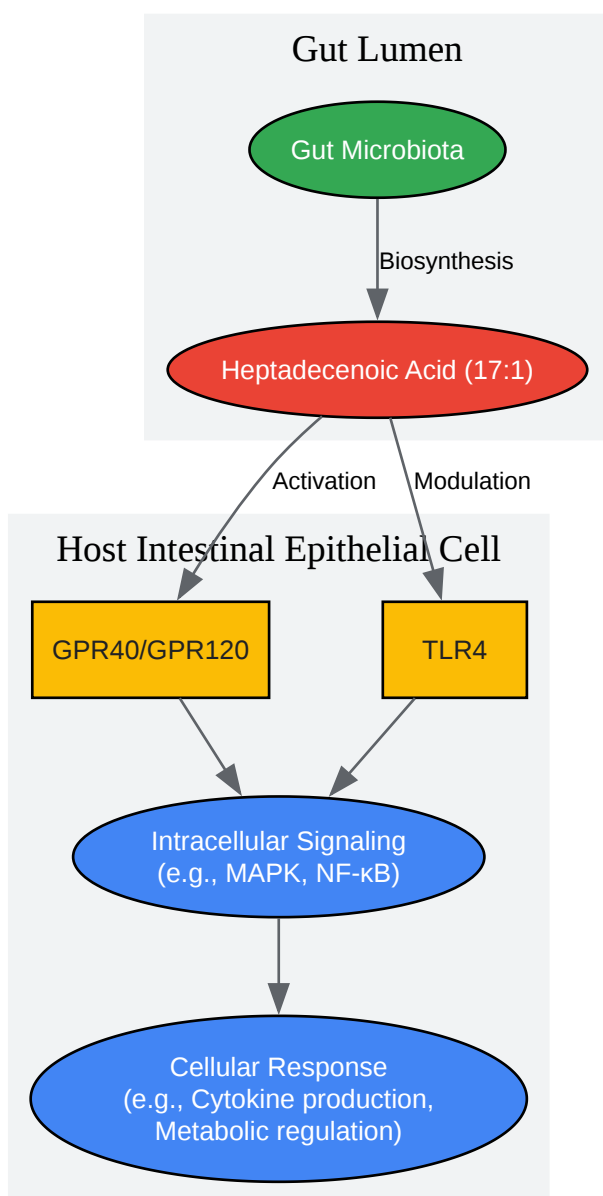 Gut Lumen
Gut Microbiota
Biosynthesis
Heptadecenoic Acid (17:1)
Activation
Modulation
Host Intestinal Epithelial Cell
GPR40/GPR120
TLR4
Intracellular Signaling
(e.g., MAPK, NF-κB)
Cellular Response
(e.g., Cytokine production,
Metabolic regulation)